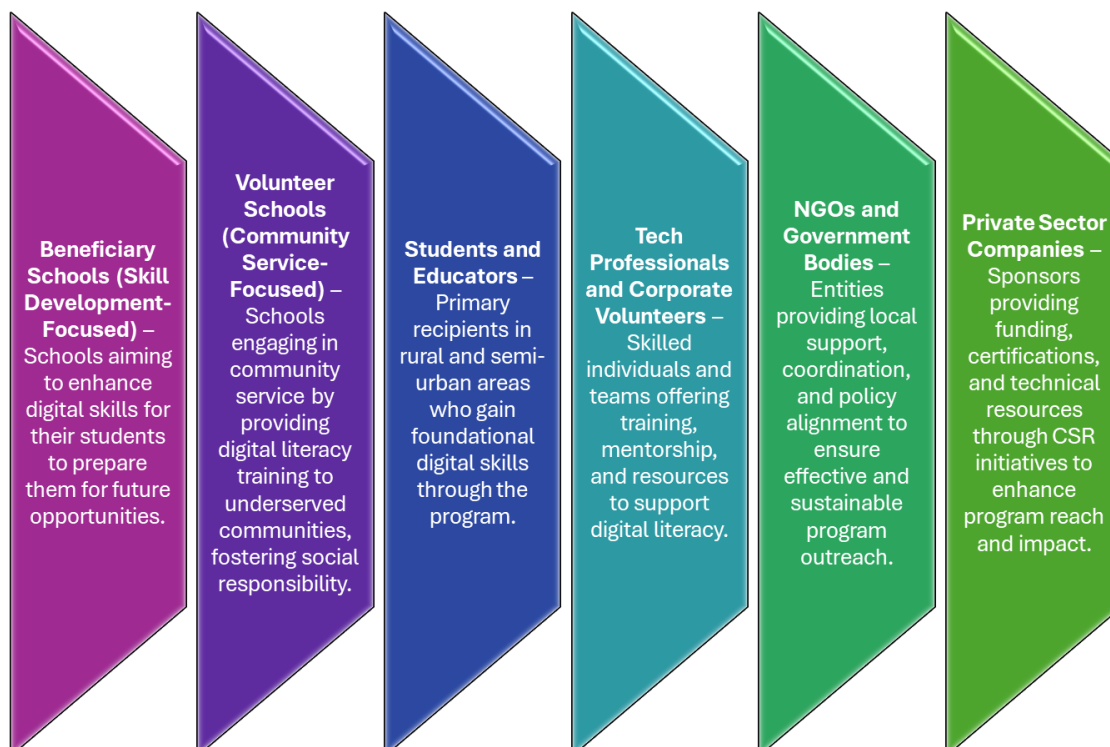 Beneficiary
Schools (Skill
Development-
Focused) –
Schools aiming
to enhance
digital skills for
their students
to prepare
them for future
opportunities.
Volunteer
Schools
(Community
Service-
Focused) –
Schools
engaging in
community
service by
providing
digital literacy
training to
underserved
communities,
fostering social
responsibility.
Students and
Educators –
Primary
recipients in
rural and semi-
urban areas
who gain
foundational
digital skills
through the
program.
Tech
Professionals
and Corporate
Volunteers –
Skilled
individuals and
teams offering
training,
mentorship,
and resources
to support
digital literacy.
NGOs and
Government
Bodies –
Entities
providing local
support,
coordination,
and policy
alignment to
ensure
effective and
sustainable
program
outreach.
Private Sector
Companies –
Sponsors
providing
funding,
certifications,
and technical
resources
through CSR
initiatives to
enhance
program reach
and impact.